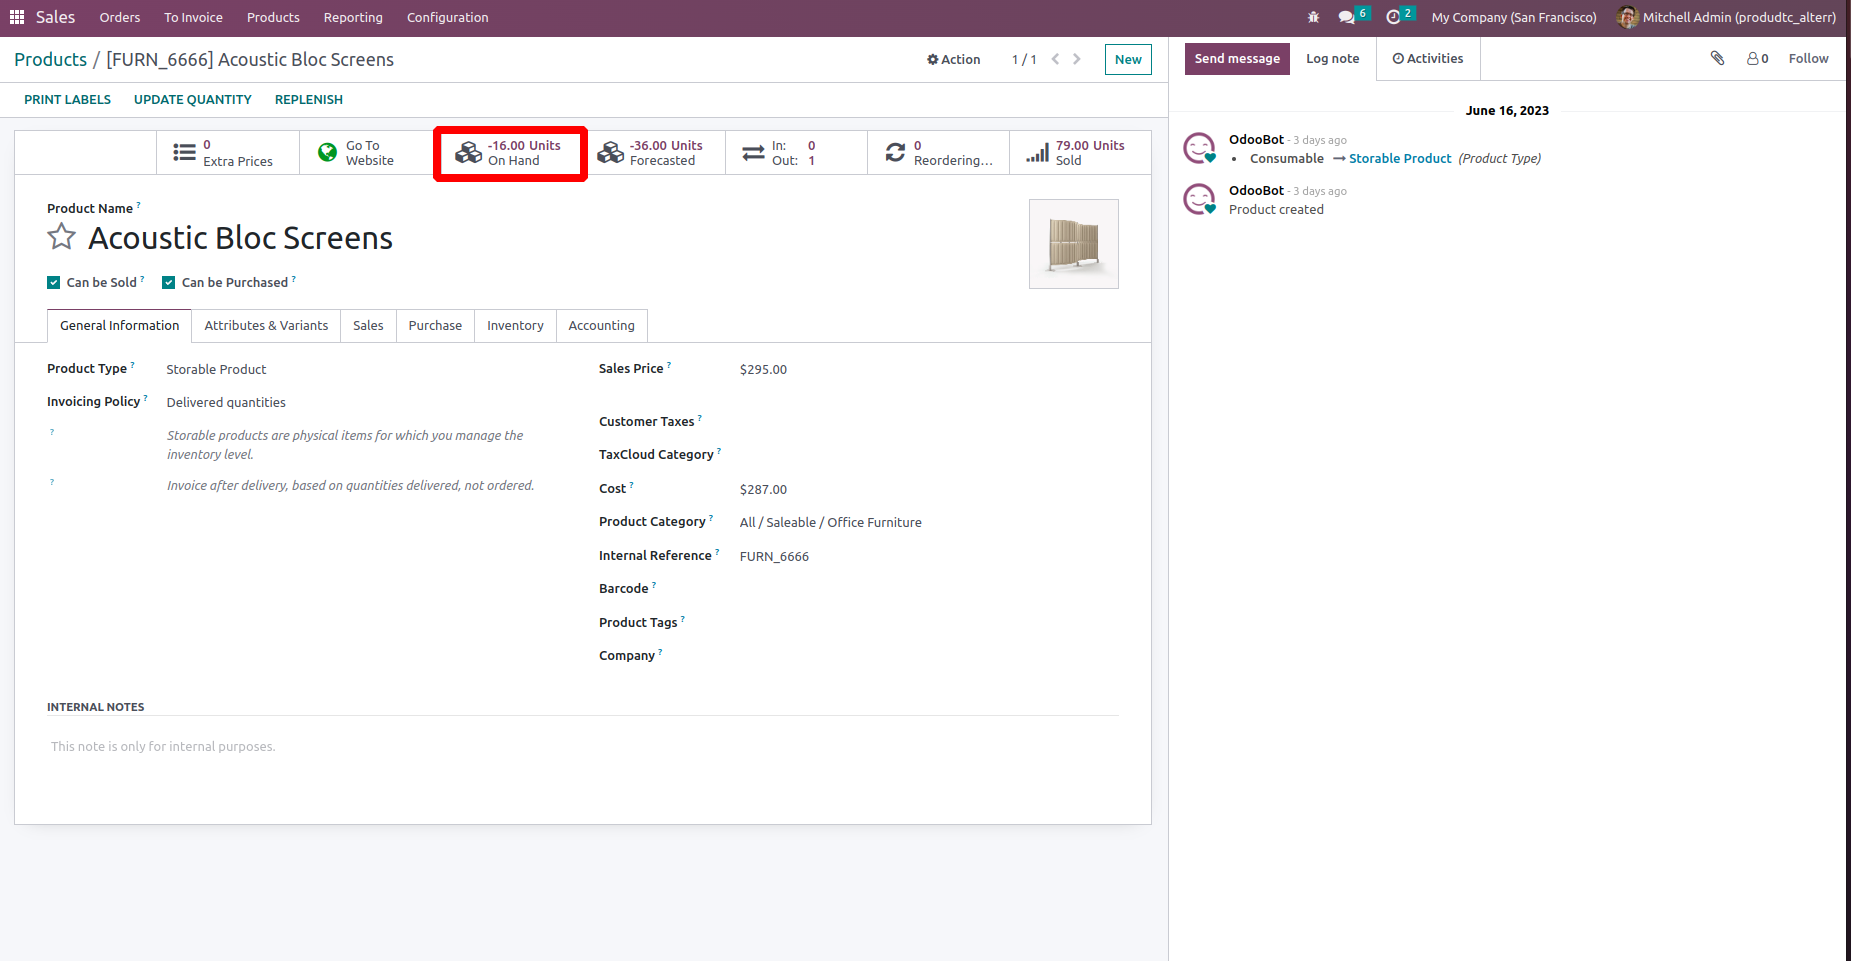 Sales Orders To Invoice Products Reporting Configuration 6 2 My Company (San Francisco) Mitchell Admin (produdtc_alterr)
Products / [FURN_6666] Acoustic Bloc Screens Action 1 / 1 New
PRINT LABELS UPDATE QUANTITY REPLENISH
0 Extra Prices
Go To Website
-16.00 Units On Hand
-36.00 Units Forecasted
In: 0
Out: 1
0 Reordering...
79.00 Units Sold
Product Name ?
Acoustic Bloc Screens
Can be Sold ? Can be Purchased ?
General Information Attributes & Variants Sales Purchase Inventory Accounting
Product Type ? Storable Product
Invoicing Policy ? Delivered quantities
? Storable products are physical items for which you manage the
inventory level.
? Invoice after delivery, based on quantities delivered, not ordered.
Sales Price ? $295.00
Customer Taxes ?
TaxCloud Category ?
Cost ? $287.00
Product Category ? All / Saleable / Office Furniture
Internal Reference ? FURN_6666
Barcode ?
Product Tags ?
Company ?
INTERNAL NOTES
This note is only for internal purposes.
Send message Log note Activities 0 Follow
June 16, 2023
OdooBot - 3 days ago
• Consumable → Storable Product (Product Type)
OdooBot - 3 days ago
Product created